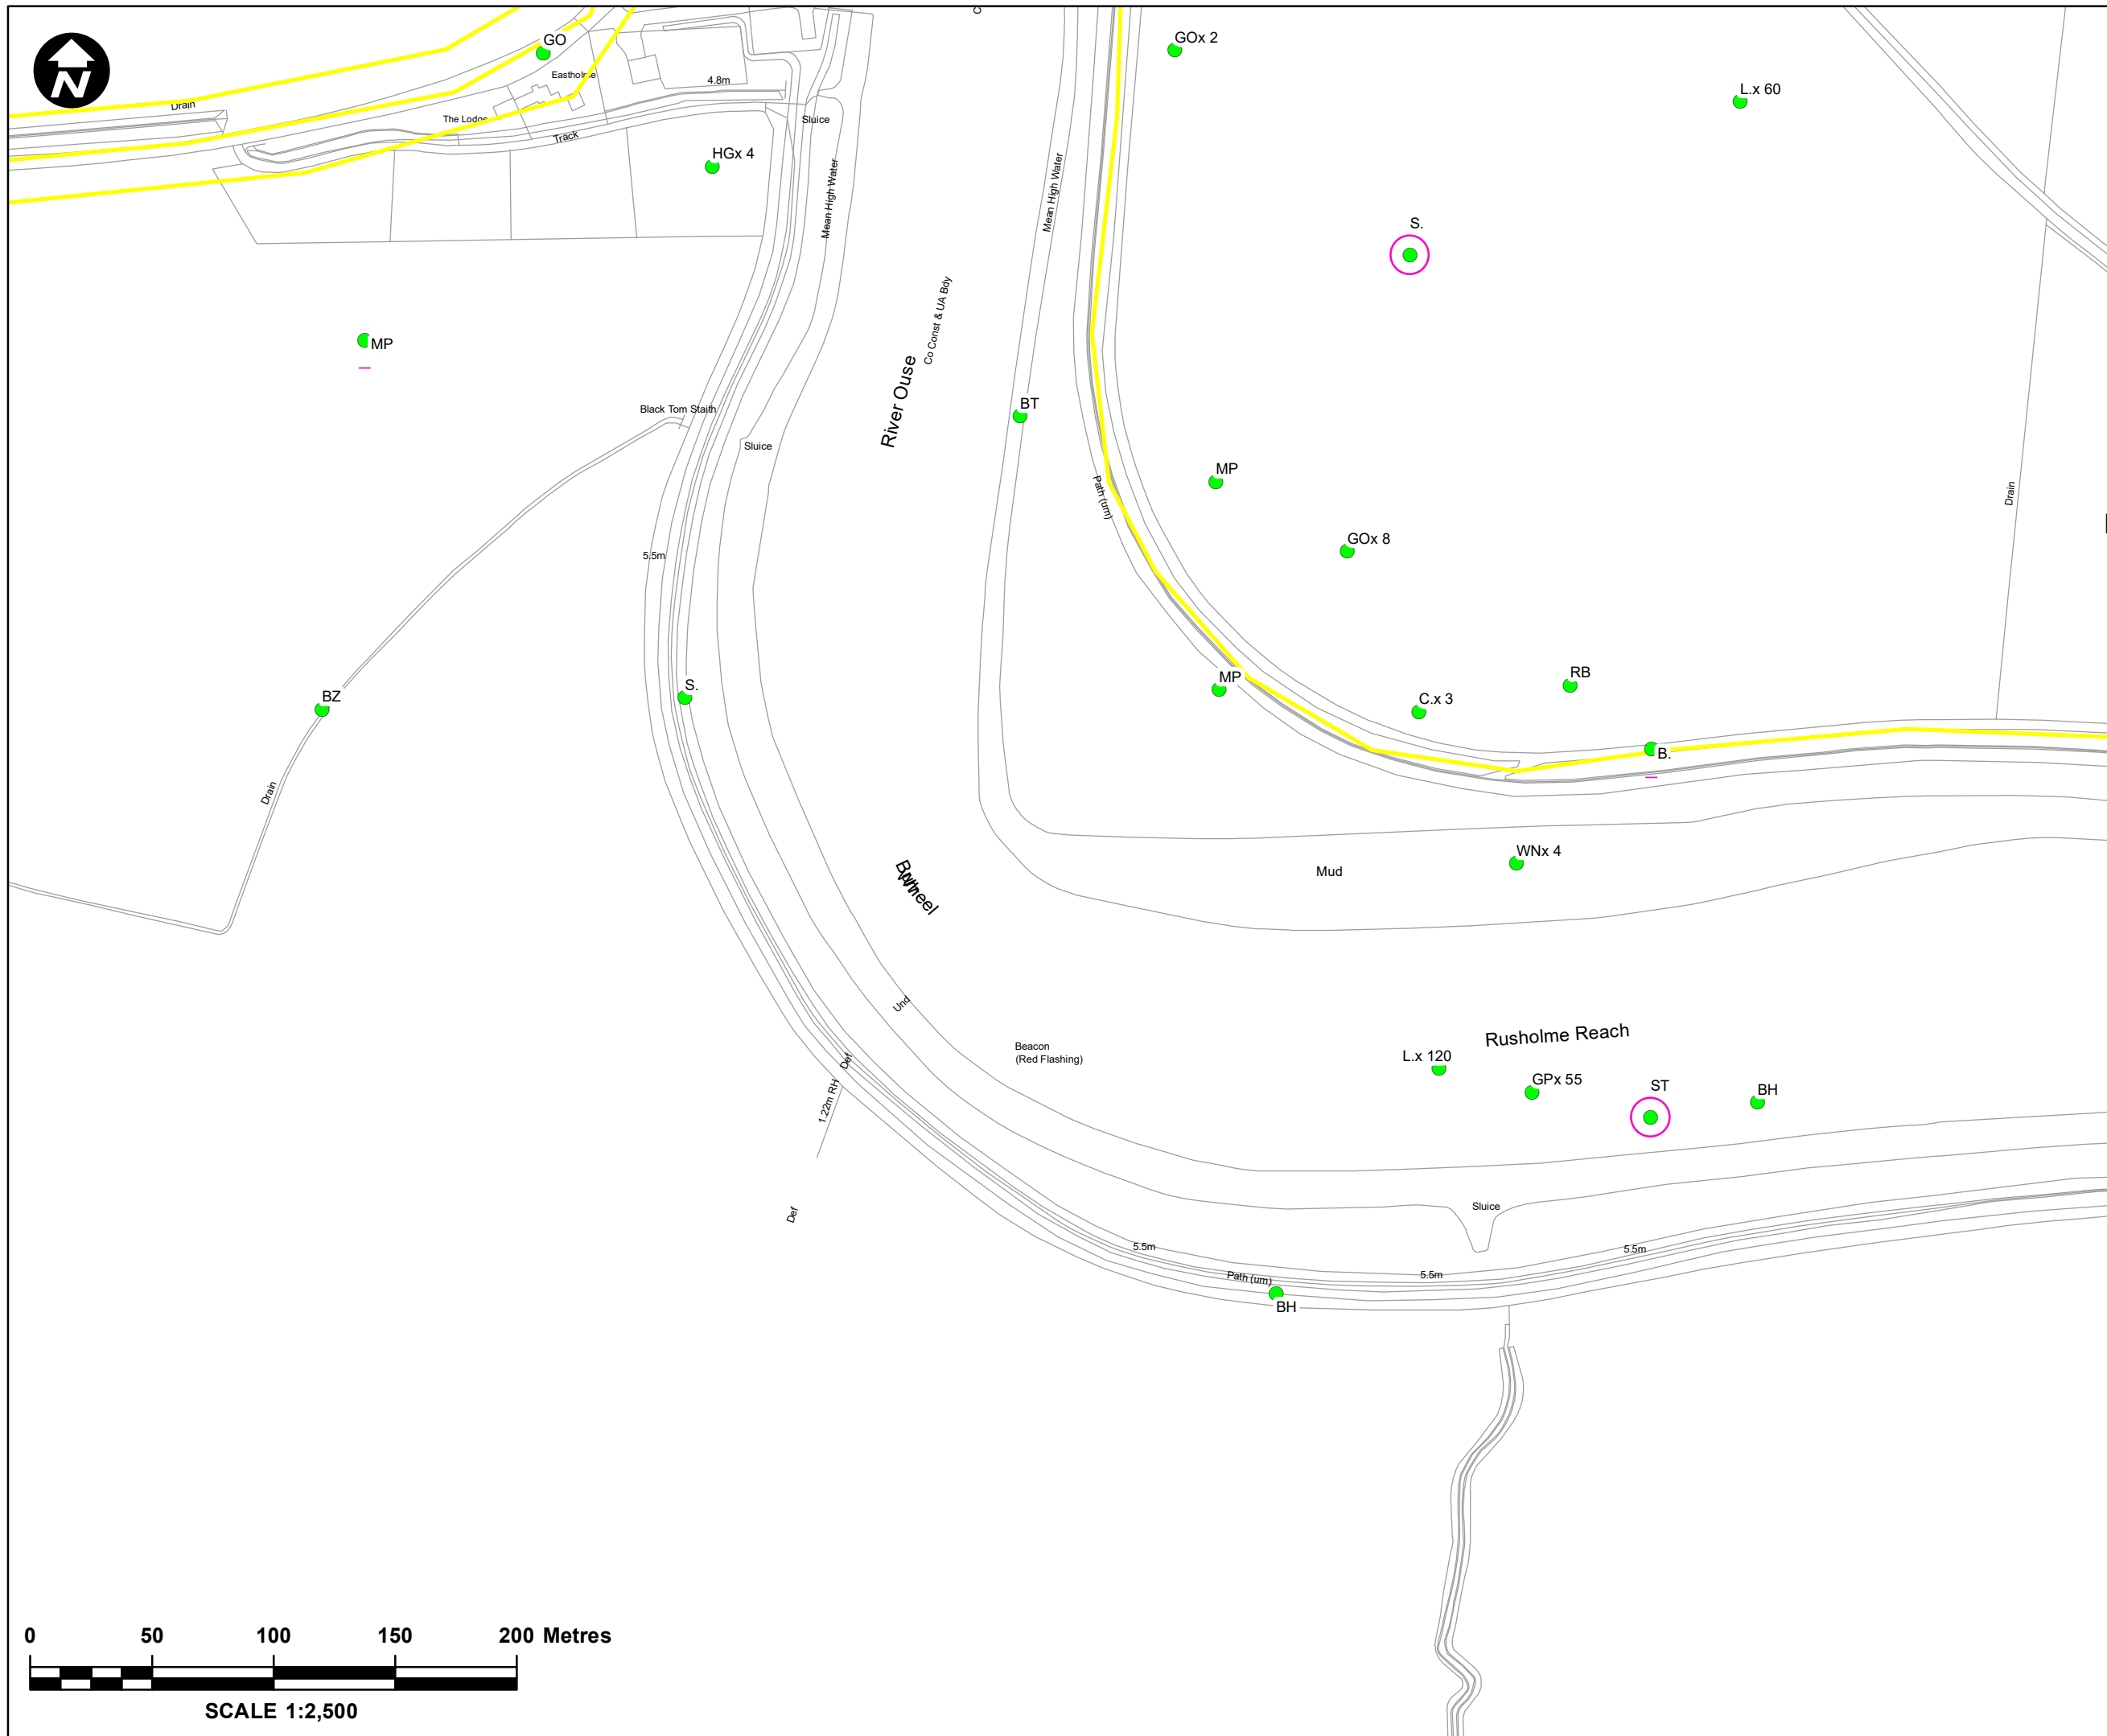 N
GO
Eastholme
4.8m
Drain
The Lodge
Track
Sluice
HGx 4
Mean High Water
C
GOx 2
L.x 60
Mean High Water
S.
MP
Co Const & UA Bdy
River Ouse
Black Tom Staith
Sluice
BT
Path (um)
MP
GOx 8
Drain
5.5m
S.
BZ
Drain
MP
C.x 3
RB
B.
WNx 4
Mud
Wheel
Und
Beacon
(Red Flashing)
Def
1.22m RH
Def
Rusholme Reach
L.x 120
GPx 55
ST
BH
Sluice
5.5m
5.5m
5.5m
Path (um)
BH
0 50 100 150 200 Metres
SCALE 1:2,500